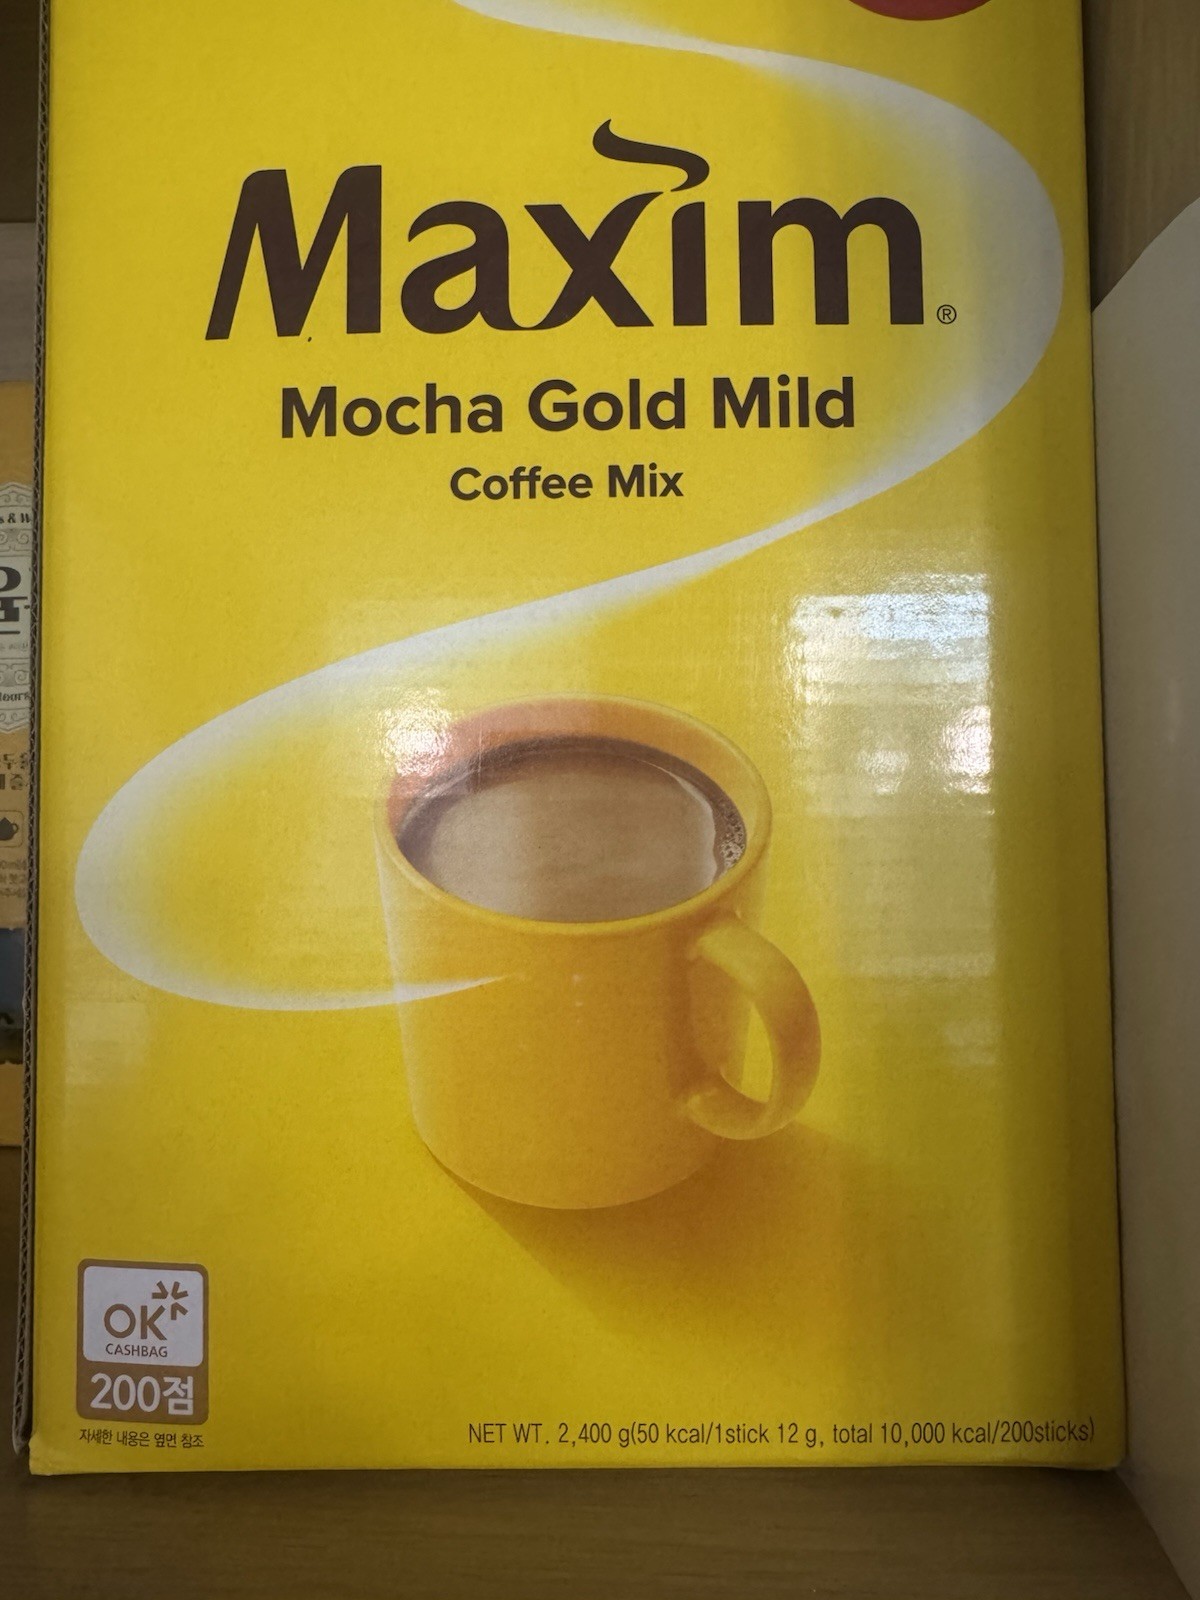 Maxim®
Mocha Gold Mild
Coffee Mix
OK
CASHBAG
200점
자세한 내용은 옆면 참조
NET WT. 2,400 g(50 kcal/1stick 12 g, total 10,000 kcal/200sticks)